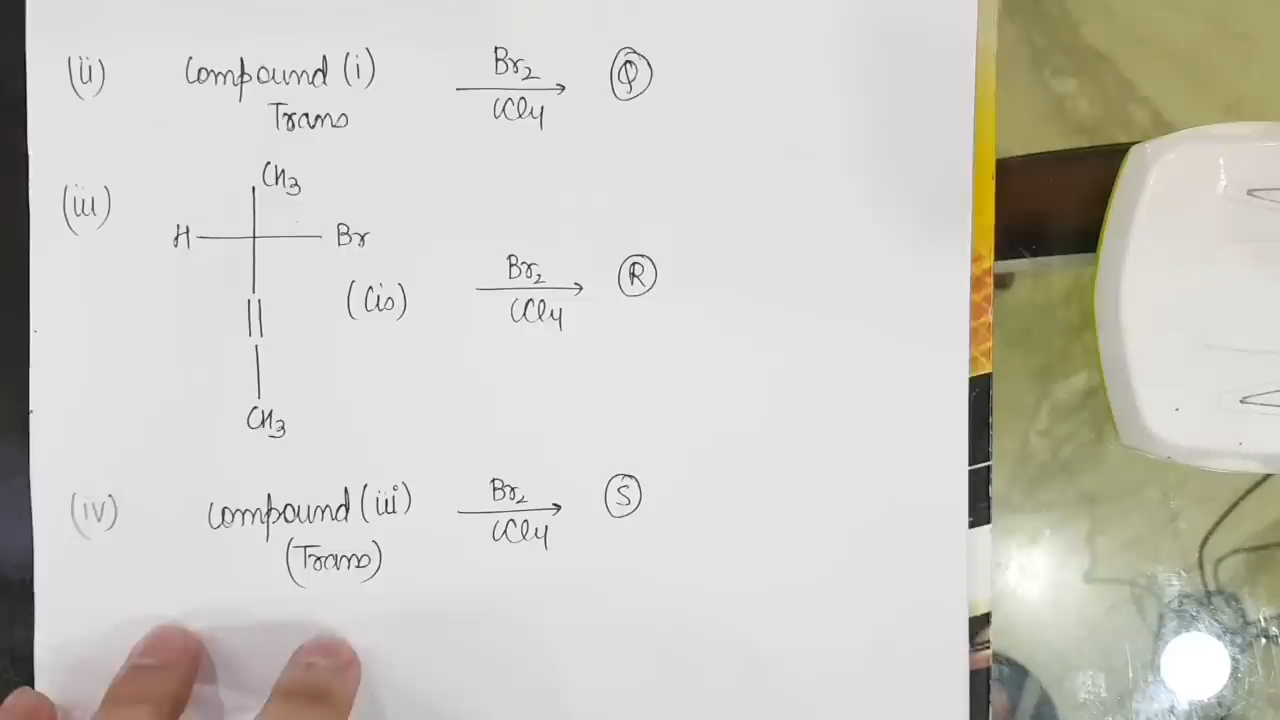 (ii) Compound (i) Br2 Q
Trans CCl4
CH3
(iii)
H Br
Br2 R
(Cis) CCl4
CH3
(iv) Compound (iii) Br2 S
(Trans) CCl4